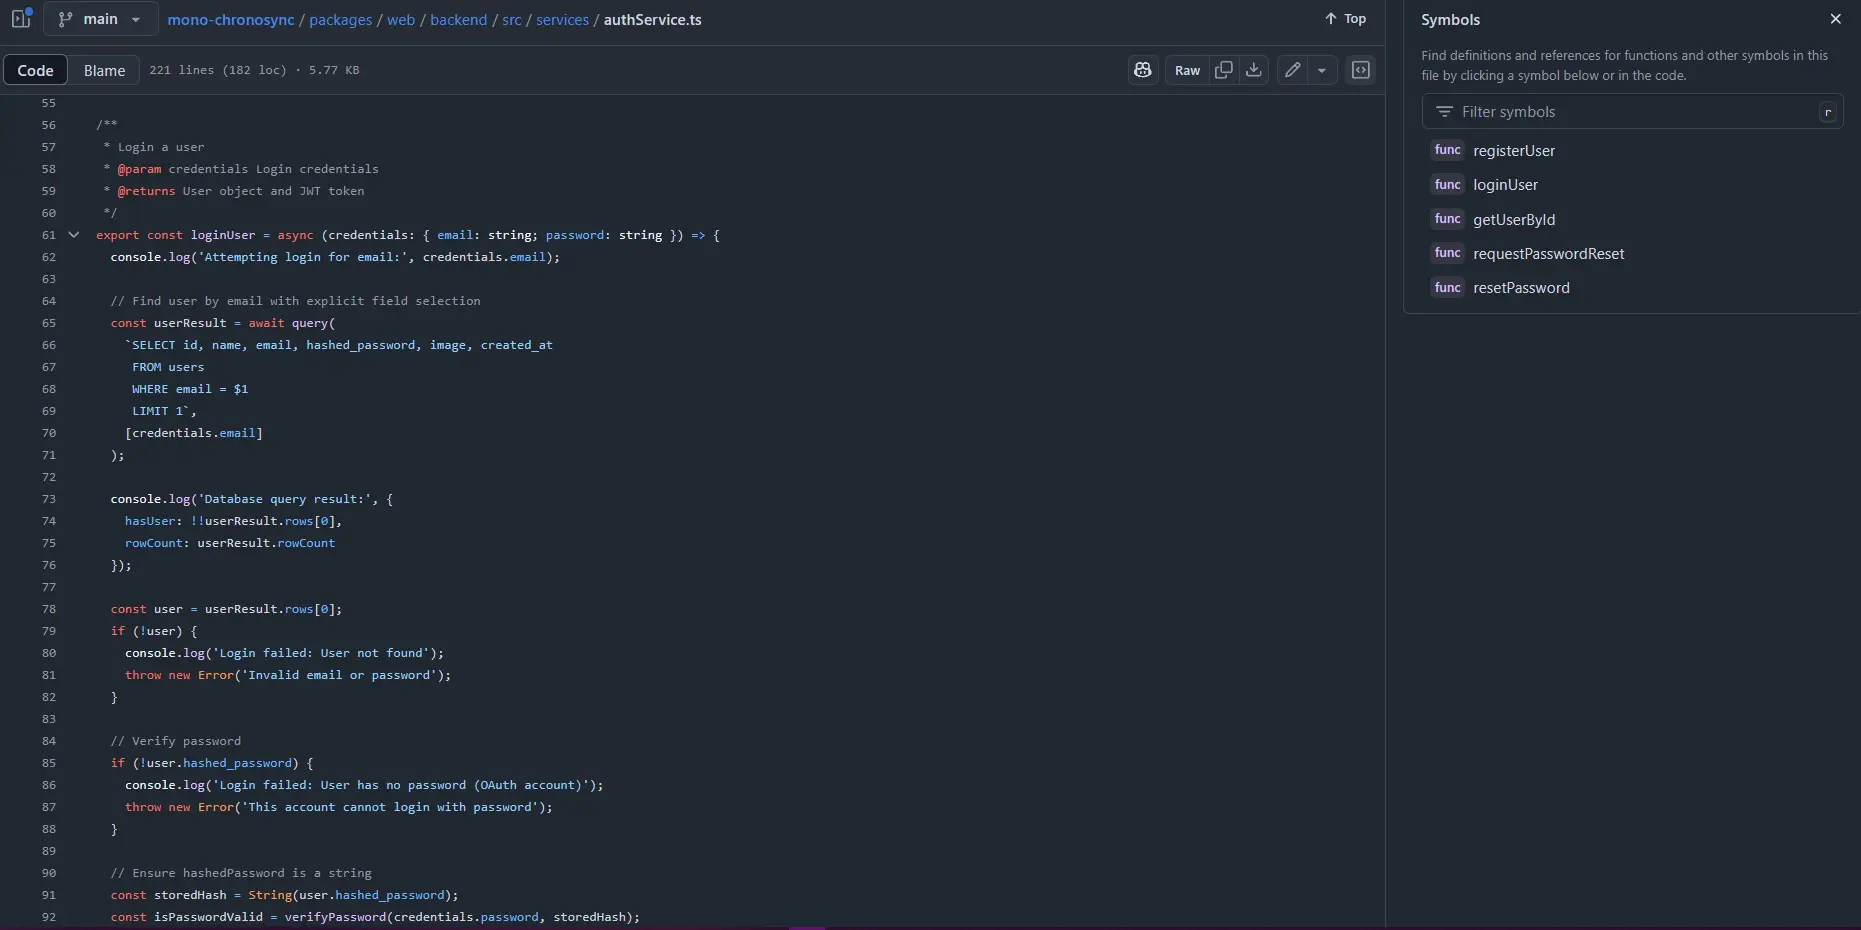 main
mono-chronosync / packages / web / backend / src / services / authService.ts
Top
Code Blame 221 lines (182 loc) · 5.77 KB
Raw
55
56 /**
57 * Login a user
58 * @param credentials Login credentials
59 * @returns User object and JWT token
60 */
61 export const loginUser = async (credentials: { email: string; password: string }) => {
62 console.log('Attempting login for email:', credentials.email);
63
64 // Find user by email with explicit field selection
65 const userResult = await query(
66 `SELECT id, name, email, hashed_password, image, created_at
67 FROM users
68 WHERE email = $1
69 LIMIT 1`,
70 [credentials.email]
71 );
72
73 console.log('Database query result:', {
74 hasUser: !!userResult.rows[0],
75 rowCount: userResult.rowCount
76 });
77
78 const user = userResult.rows[0];
79 if (!user) {
80 console.log('Login failed: User not found');
81 throw new Error('Invalid email or password');
82 }
83
84 // Verify password
85 if (!user.hashed_password) {
86 console.log('Login failed: User has no password (OAuth account)');
87 throw new Error('This account cannot login with password');
88 }
89
90 // Ensure hashedPassword is a string
91 const storedHash = String(user.hashed_password);
92 const isPasswordValid = verifyPassword(credentials.password, storedHash);
Symbols
Find definitions and references for functions and other symbols in this
file by clicking a symbol below or in the code.
Filter symbols r
func registerUser
func loginUser
func getUserById
func requestPasswordReset
func resetPassword